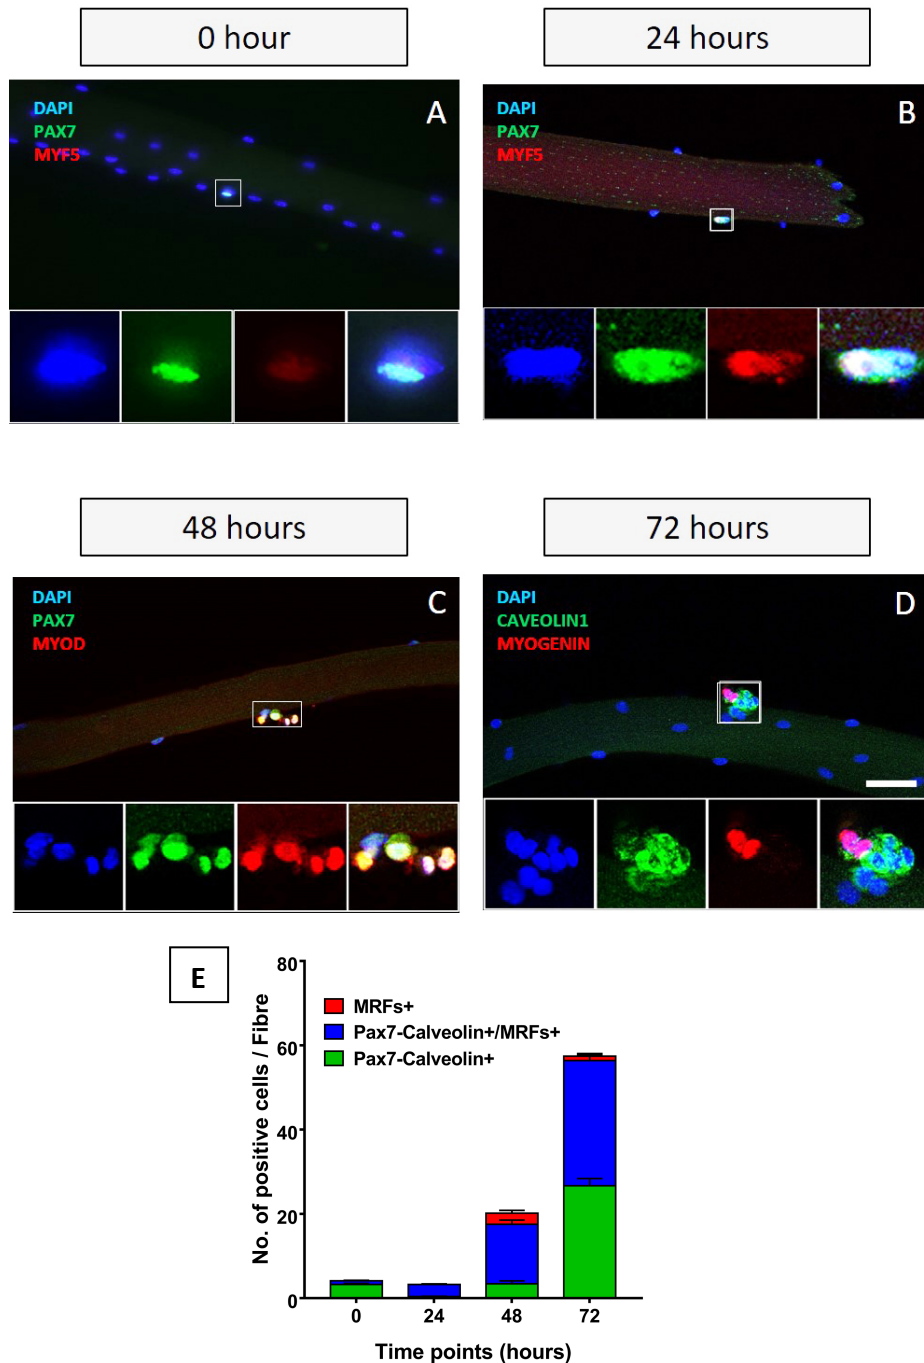 0 hour
24 hours
A
DAPI
PAX7
MYF5
B
DAPI
PAX7
MYF5
48 hours
72 hours
C
DAPI
PAX7
MYOD
D
DAPI
CAVEOLIN1
MYOGENIN
E
No. of positive cells / Fibre
80
60
40
20
0
MRFs+
Pax7-Calveolin+/MRFs+
Pax7-Calveolin+
0 24 48 72
Time points (hours)